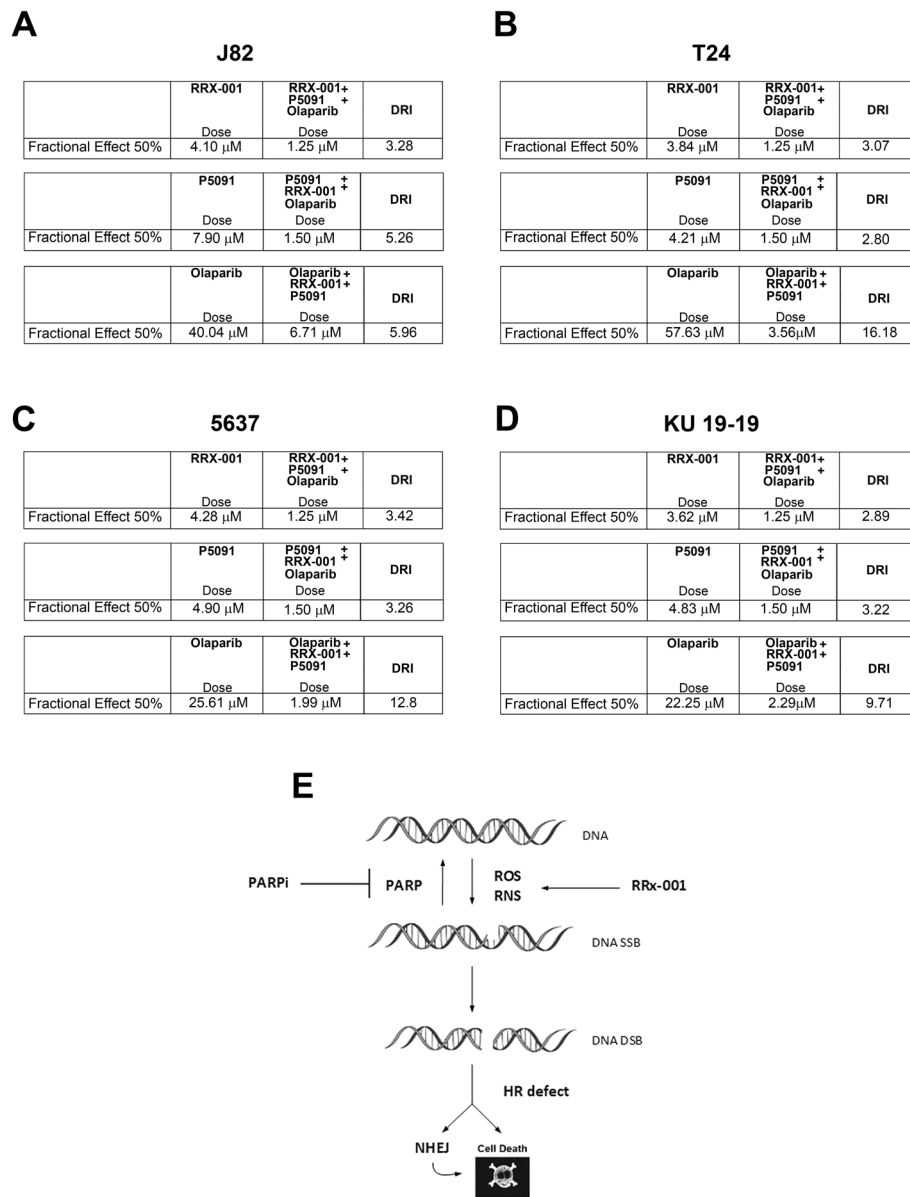 A
J82
RRX-001
RRX-001+
P5091 +
Olaparib
DRI
Dose
Dose
Fractional Effect 50% 4.10 µM 1.25 µM 3.28
P5091
P5091 +
RRX-001 +
Olaparib
DRI
Dose
Dose
Fractional Effect 50% 7.90 µM 1.50 µM 5.26
Olaparib
Olaparib+
RRX-001+
P5091
DRI
Dose
Dose
Fractional Effect 50% 40.04 µM 6.71 µM 5.96
B
T24
RRX-001
RRX-001+
P5091 +
Olaparib
DRI
Dose
Dose
Fractional Effect 50% 3.84 µM 1.25 µM 3.07
P5091
P5091 +
RRX-001 +
Olaparib
DRI
Dose
Dose
Fractional Effect 50% 4.21 µM 1.50 µM 2.80
Olaparib
Olaparib+
RRX-001+
P5091
DRI
Dose
Dose
Fractional Effect 50% 57.63 µM 3.56µM 16.18
C
5637
RRX-001
RRX-001+
P5091 +
Olaparib
DRI
Dose
Dose
Fractional Effect 50% 4.28 µM 1.25 µM 3.42
P5091
P5091 +
RRX-001 +
Olaparib
DRI
Dose
Dose
Fractional Effect 50% 4.90 µM 1.50 µM 3.26
Olaparib
Olaparib+
RRX-001+
P5091
DRI
Dose
Dose
Fractional Effect 50% 25.61 µM 1.99 µM 12.8
D
KU 19-19
RRX-001
RRX-001+
P5091 +
Olaparib
DRI
Dose
Dose
Fractional Effect 50% 3.62 µM 1.25 µM 2.89
P5091
P5091 +
RRX-001 +
Olaparib
DRI
Dose
Dose
Fractional Effect 50% 4.83 µM 1.50 µM 3.22
Olaparib
Olaparib+
RRX-001+
P5091
DRI
Dose
Dose
Fractional Effect 50% 22.25 µM 2.29µM 9.71
E
DNA
PARPi
PARP
ROS
RNS
RRx-001
DNA SSB
DNA DSB
HR defect
NHEJ
Cell Death